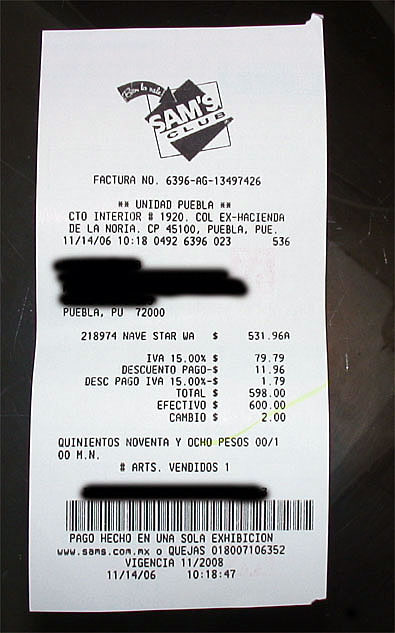 Bien la vale
SAM'S
CLUB
FACTURA NO. 6396-AG-13497426
** UNIDAD PUEBLA **
CTO INTERIOR # 1920. COL EX-HACIENDA
DE LA NORIA. CP 45100, PUEBLA, PUE.
11/14/06 10:18 0492 6396 023 536
PUEBLA, PU 72000
218974 NAVE STAR WA $ 531.96A
IVA 15.00% $ 79.79
DESCUENTO PAGO-$ 11.96
DESC PAGO IVA 15.00%-$ 1.79
TOTAL $ 598.00
EFECTIVO $ 600.00
CAMBIO $ 2.00
QUINIENTOS NOVENTA Y OCHO PESOS 00/1
00 M.N.
# ARTS. VENDIDOS 1
PAGO HECHO EN UNA SOLA EXHIBICION
www.sams.com.mx o QUEJAS 018007106352
VIGENCIA 11/2008
11/14/06 10:18:47